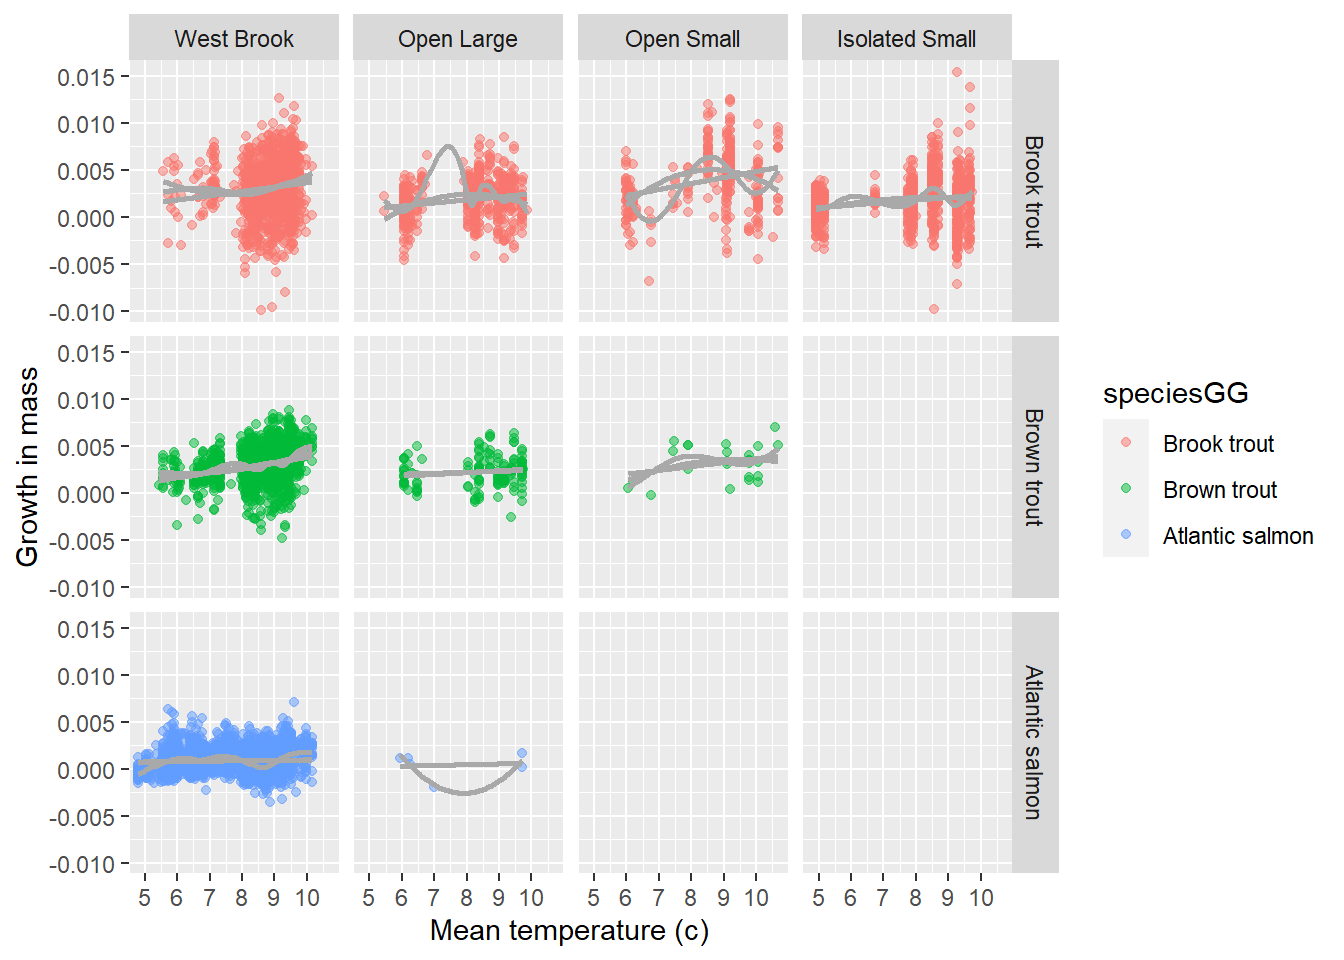 West Brook Open Large Open Small Isolated Small
0.015
0.010
0.005
0.000
-0.005
-0.010
Brook trout
0.015
0.010
0.005
0.000
-0.005
-0.010
Brown trout
0.015
0.010
0.005
0.000
-0.005
-0.010
Atlantic salmon
5 6 7 8 9 10 5 6 7 8 9 10 5 6 7 8 9 10 5 6 7 8 9 10
Mean temperature (c)
Growth in mass
speciesGG
Brook trout
Brown trout
Atlantic salmon